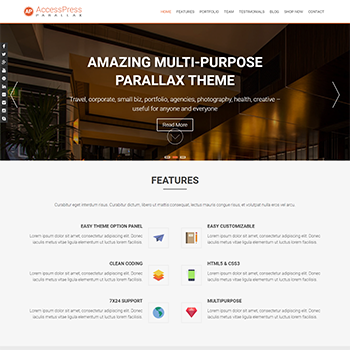 AP AccessPress
PARALLAX
HOME FEATURES PORTFOLIO TEAM TESTIMONIALS BLOG SHOP NEW CONTACT
AMAZING MULTI-PURPOSE
PARALLAX THEME
Travel, corporate, small biz, portfolio, agencies, photography, health, creative –
useful for anyone and everyone
Read More
FEATURES
Curabitur eget interdum risus. Curabitur dictum, libero ut mattis consectetur, lectus mauris congue risus et volutpat nulla eros vel arcu.
EASY THEME OPTION PANEL
Lorem ipsum dolor sit amet, consectetur adipiscing elit. Donec
iaculis metus vitae ligula elementum ut luctus lorem facilisis.
EASY CUSTOMIZABLE
Lorem ipsum dolor sit amet, consectetur adipiscing elit. Donec
iaculis metus vitae ligula elementum ut luctus lorem facilisis.
CLEAN CODING
Lorem ipsum dolor sit amet, consectetur adipiscing elit. Donec
iaculis metus vitae ligula elementum ut luctus lorem facilisis.
HTML5 & CSS3
Lorem ipsum dolor sit amet, consectetur adipiscing elit. Donec
iaculis metus vitae ligula elementum ut luctus lorem facilisis.
7X24 SUPPORT
Lorem ipsum dolor sit amet, consectetur adipiscing elit. Donec
iaculis metus vitae ligula elementum ut luctus lorem facilisis.
MULTIPURPOSE
Lorem ipsum dolor sit amet, consectetur adipiscing elit. Donec
iaculis metus vitae ligula elementum ut luctus lorem facilisis.